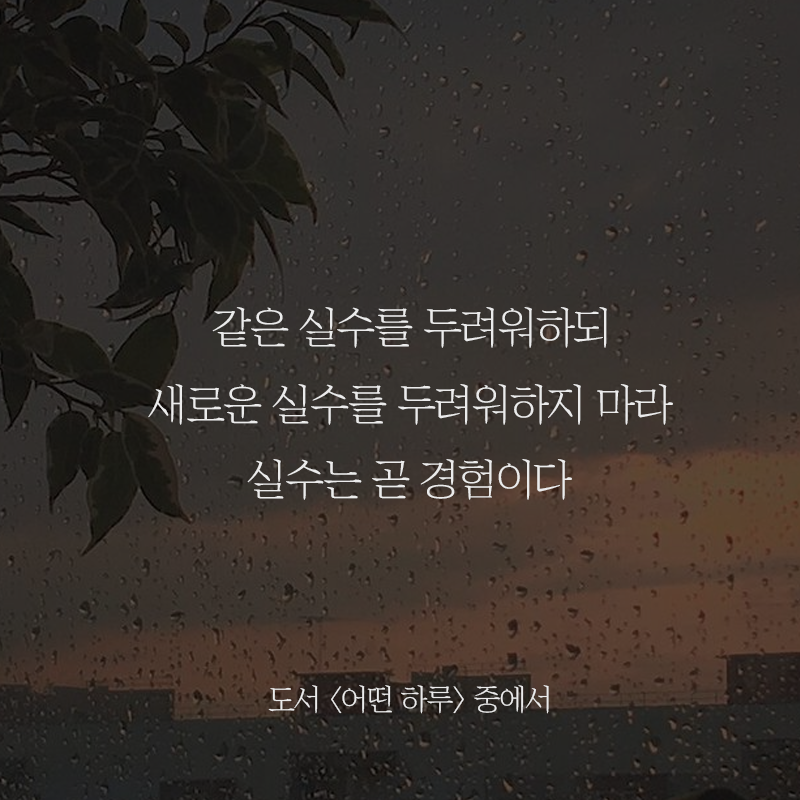 같은 실수를 두려워하되
새로운 실수를 두려워하지 마라
실수는 곧 경험이다
도서 <어떤 하루> 중에서